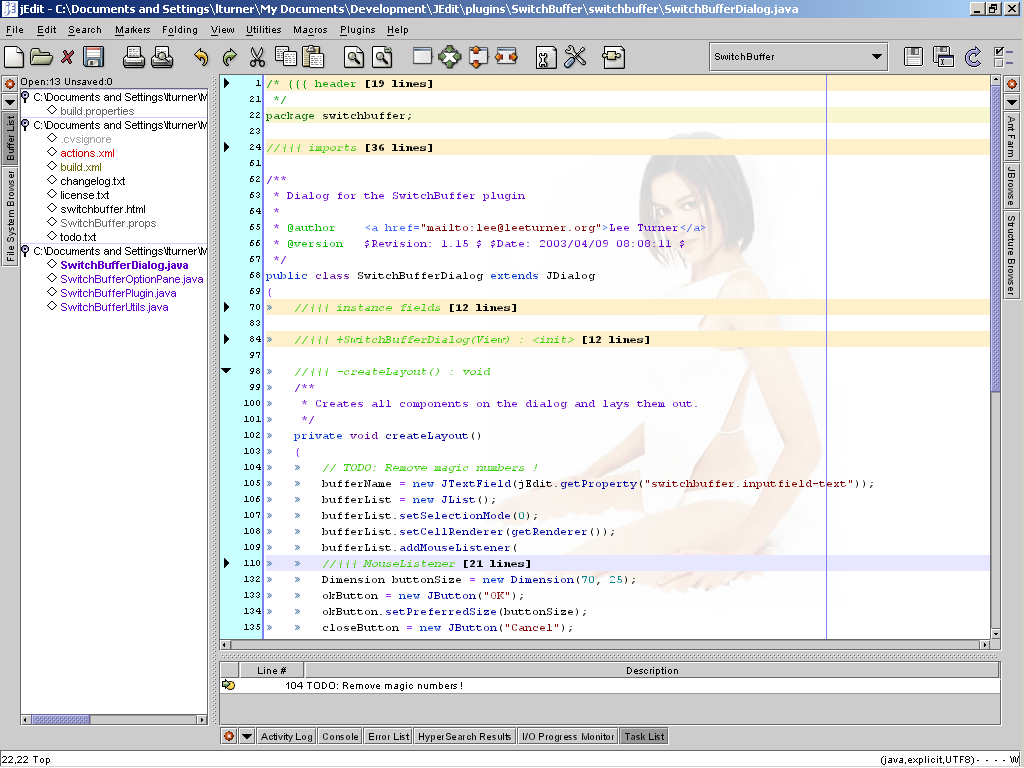 jEdit - C:\Documents and Settings\lturner\My Documents\Development\JEdit\plugins\SwitchBuffer\switchbuffer\SwitchBufferDialog.java
File Edit Search Markers Folding View Utilities Macros Plugins Help
SwitchBuffer
Open:13 Unsaved:0
C:\Documents and Settings\lturner\M
build.properties
C:\Documents and Settings\lturner\M
.cvsignore
actions.xml
build.xml
changelog.txt
license.txt
switchbuffer.html
SwitchBuffer.props
todo.txt
C:\Documents and Settings\lturner\M
SwitchBufferDialog.java
SwitchBufferOptionPane.java
SwitchBufferPlugin.java
SwitchBufferUtils.java
Buffer List
File System Browser
1 /* {{{ header [19 lines]
21 */
22 package switchbuffer;
23
24 //{{{ imports [36 lines]
61
62 /**
63 * Dialog for the SwitchBuffer plugin
64 *
65 * @author <a href="mailto:lee@leeturner.org">Lee Turner</a>
66 * @version $Revision: 1.15 $ $Date: 2003/04/09 08:08:11 $
67 */
68 public class SwitchBufferDialog extends JDialog
69 {
70 » //{{{ instance fields [12 lines]
83
84 » //{{{ +SwitchBufferDialog(View) : <init> [12 lines]
97
98 » //{{{ -createLayout() : void
99 » /**
100 » * Creates all components on the dialog and lays them out.
101 » */
102 » private void createLayout()
103 » {
104 » » // TODO: Remove magic numbers !
105 » » bufferName = new JTextField(jEdit.getProperty("switchbuffer.inputfield-text"));
106 » » bufferList = new JList();
107 » » bufferList.setSelectionMode(0);
108 » » bufferList.setCellRenderer(getRenderer());
109 » » bufferList.addMouseListener(
110 » » //{{{ MouseListener [21 lines]
132 » » Dimension buttonSize = new Dimension(70, 25);
133 » » okButton = new JButton("OK");
134 » » okButton.setPreferredSize(buttonSize);
135 » » closeButton = new JButton("Cancel");
Ant Farm
JBrowse
Structure Browser
Line # Description
104 TODO: Remove magic numbers !
Activity Log Console Error List HyperSearch Results I/O Progress Monitor Task List
22,22 Top (java,explicit,UTF8)- - - - W